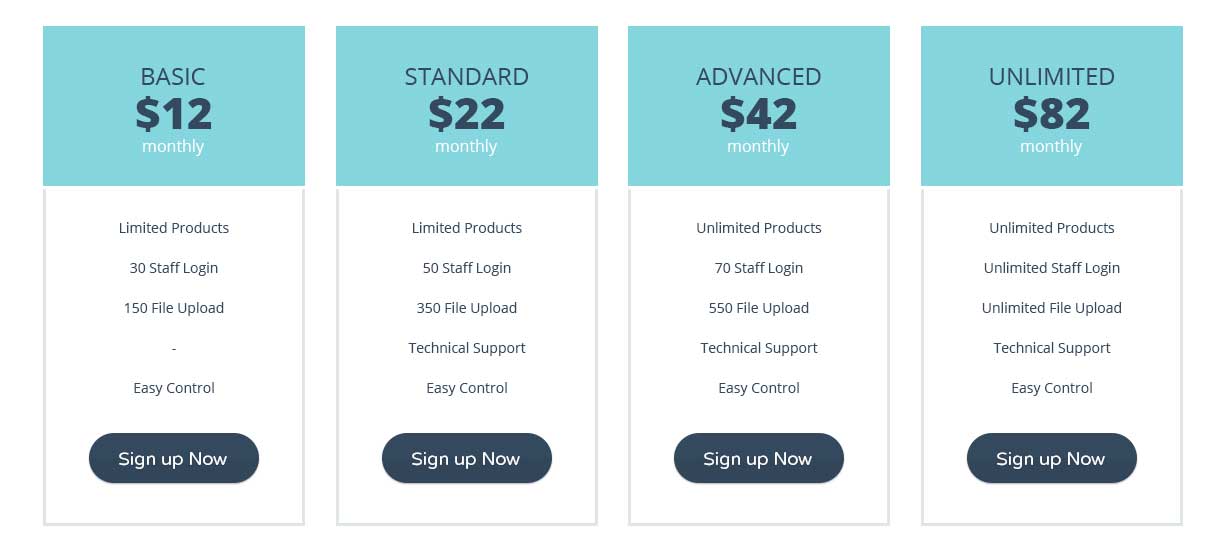 BASIC
$12
monthly
Limited Products
30 Staff Login
150 File Upload
-
Easy Control
Sign up Now
STANDARD
$22
monthly
Limited Products
50 Staff Login
350 File Upload
Technical Support
Easy Control
Sign up Now
ADVANCED
$42
monthly
Unlimited Products
70 Staff Login
550 File Upload
Technical Support
Easy Control
Sign up Now
UNLIMITED
$82
monthly
Unlimited Products
Unlimited Staff Login
Unlimited File Upload
Technical Support
Easy Control
Sign up Now